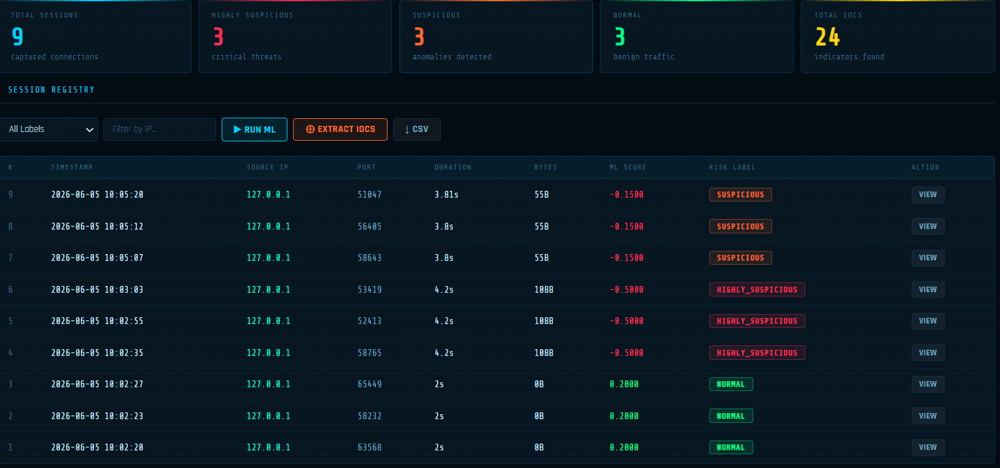 TOTAL SESSIONS
9
captured connections
HIGHLY SUSPICIOUS
3
critical threats
SUSPICIOUS
3
anomalies detected
NORMAL
3
benign traffic
TOTAL IOCS
24
indicators found
SESSION REGISTRY
All Labels Filter by IP... ▶ RUN ML ⊕ EXTRACT IOCS ↓ CSV
# TIMESTAMP SOURCE IP PORT DURATION BYTES ML SCORE RISK LABEL ACTION
9 2026-06-05 10:05:20 127.0.0.1 51047 3.81s 55B -0.1500 SUSPICIOUS VIEW
8 2026-06-05 10:05:12 127.0.0.1 56405 3.8s 55B -0.1500 SUSPICIOUS VIEW
7 2026-06-05 10:05:07 127.0.0.1 58643 3.8s 55B -0.1500 SUSPICIOUS VIEW
6 2026-06-05 10:03:03 127.0.0.1 53419 4.2s 108B -0.5000 HIGHLY_SUSPICIOUS VIEW
5 2026-06-05 10:02:55 127.0.0.1 52413 4.2s 108B -0.5000 HIGHLY_SUSPICIOUS VIEW
4 2026-06-05 10:02:35 127.0.0.1 58765 4.2s 108B -0.5000 HIGHLY_SUSPICIOUS VIEW
3 2026-06-05 10:02:27 127.0.0.1 65449 2s 0B 0.2000 NORMAL VIEW
2 2026-06-05 10:02:23 127.0.0.1 58232 2s 0B 0.2000 NORMAL VIEW
1 2026-06-05 10:02:20 127.0.0.1 63568 2s 0B 0.2000 NORMAL VIEW